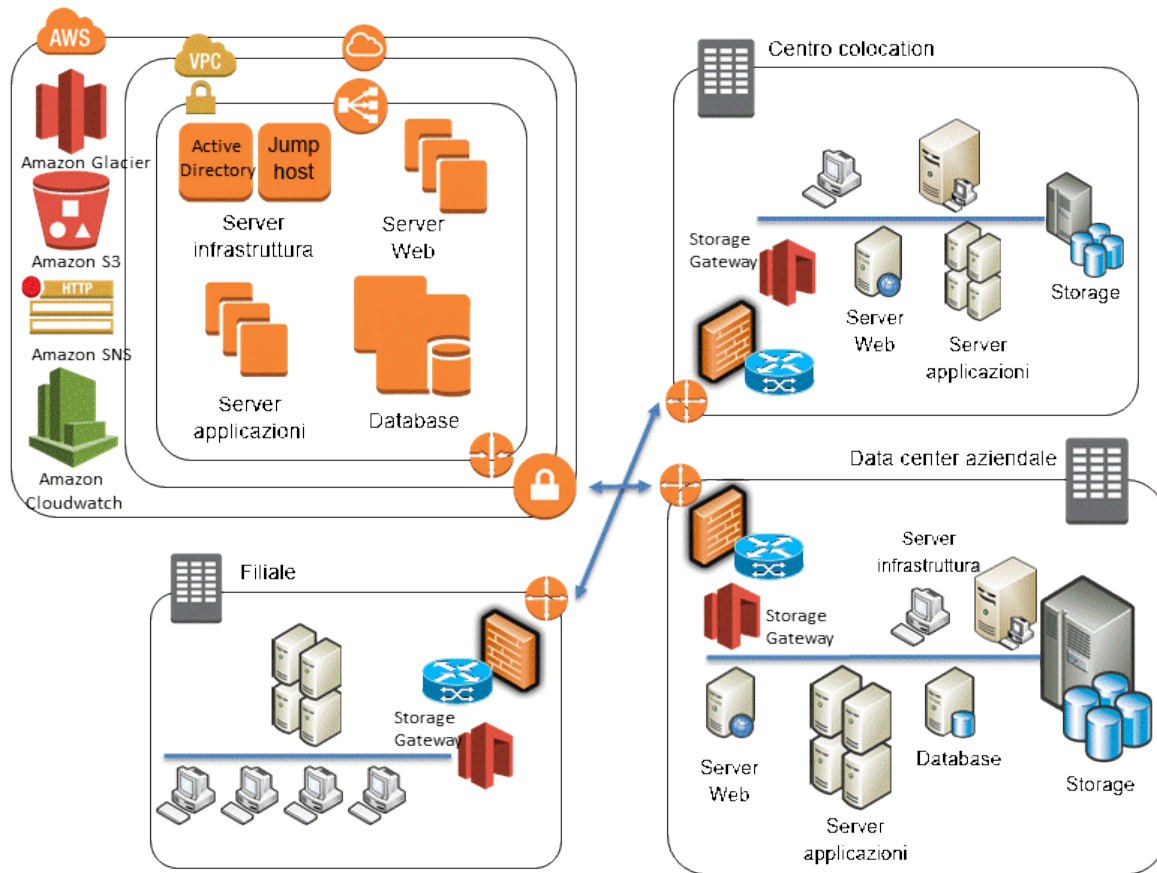 AWS
VPC
Amazon Glacier
Amazon S3
HTTP
Amazon SNS
Amazon
Cloudwatch
Active
Directory
Jump
host
Server
infrastruttura
Server
Web
Server
applicazioni
Database
Centro colocation
Storage
Gateway
Server
Web
Server
applicazioni
Storage
Data center aziendale
Server
infrastruttura
Storage
Gateway
Server
Web
Server
applicazioni
Database
Storage
Filiale
Storage
Gateway